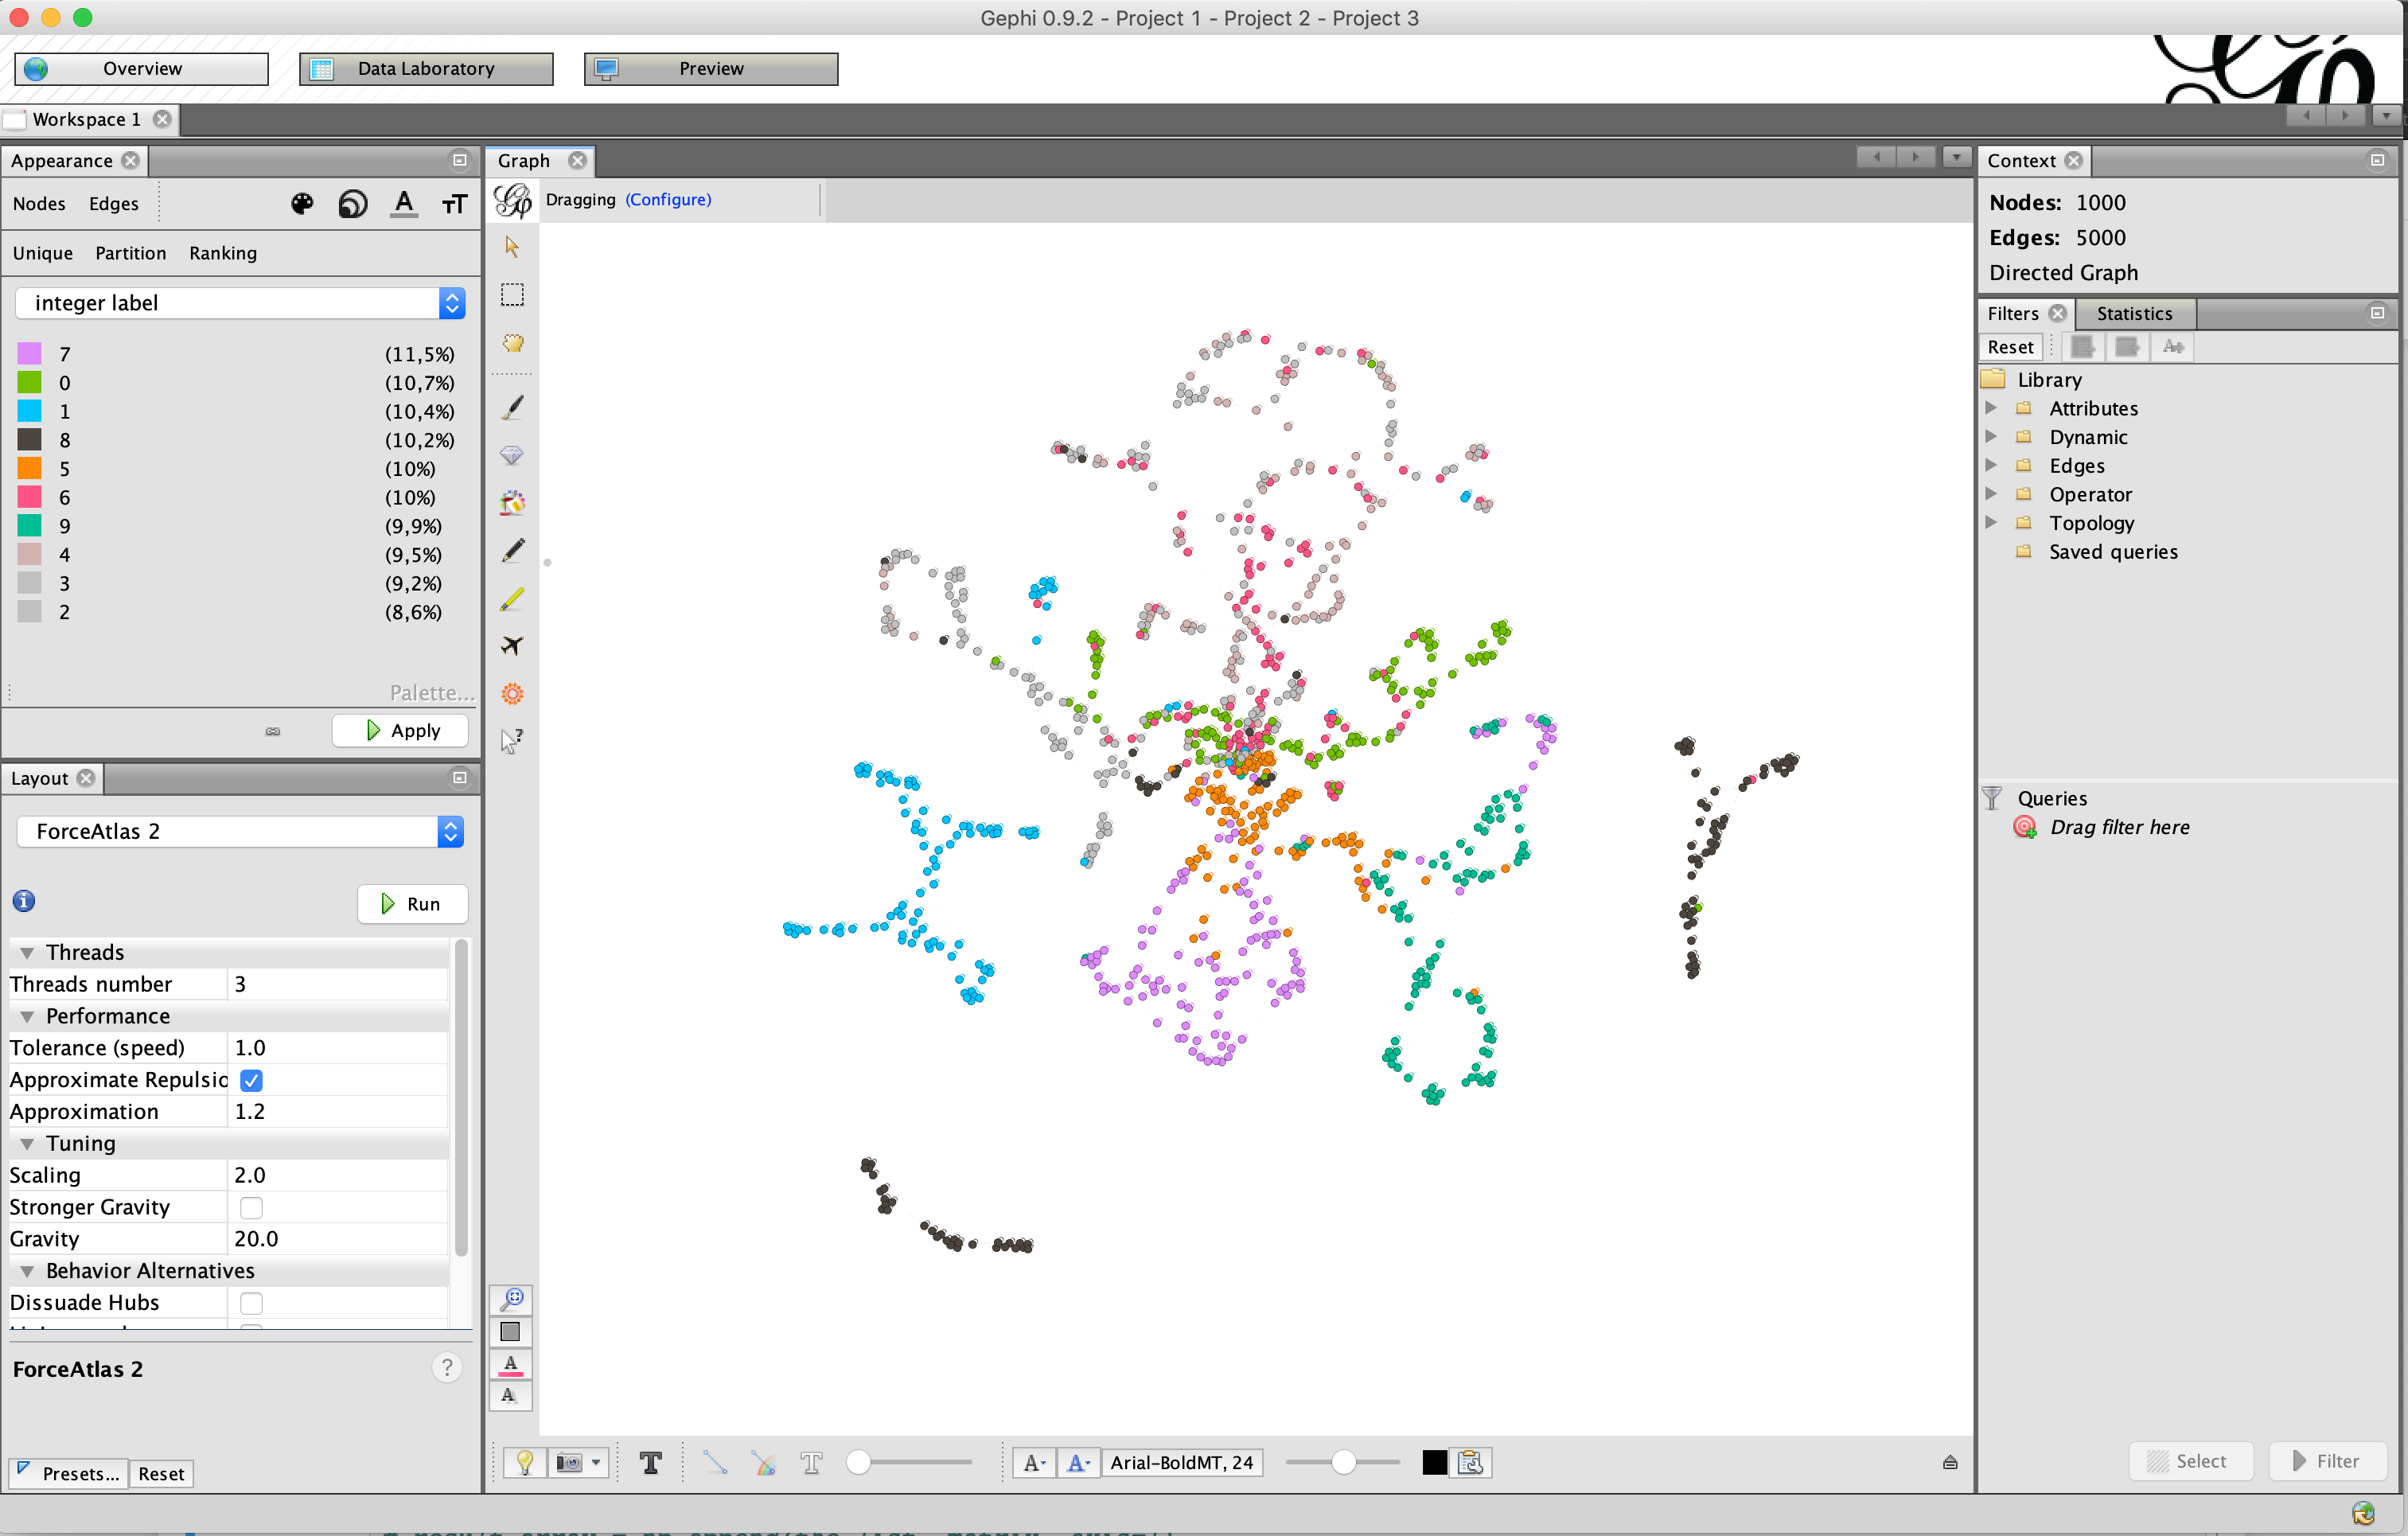 Gephi 0.9.2 - Project 1 - Project 2 - Project 3
Overview
Data Laboratory
Preview
Workspace 1
Appearance
Nodes Edges
Unique Partition Ranking
integer label
7 (11,5%)
0 (10,7%)
1 (10,4%)
8 (10,2%)
5 (10%)
6 (10%)
9 (9,9%)
4 (9,5%)
3 (9,2%)
2 (8,6%)
Palette...
Apply
Layout
ForceAtlas 2
Run
Threads
Threads number 3
Performance
Tolerance (speed) 1.0
Approximate Repulsio
Approximation 1.2
Tuning
Scaling 2.0
Stronger Gravity
Gravity 20.0
Behavior Alternatives
Dissuade Hubs
ForceAtlas 2
Presets... Reset
Graph
Dragging (Configure)
Arial-BoldMT, 24
Context
Nodes: 1000
Edges: 5000
Directed Graph
Filters Statistics
Reset
Library
Attributes
Dynamic
Edges
Operator
Topology
Saved queries
Queries
Drag filter here
Select Filter